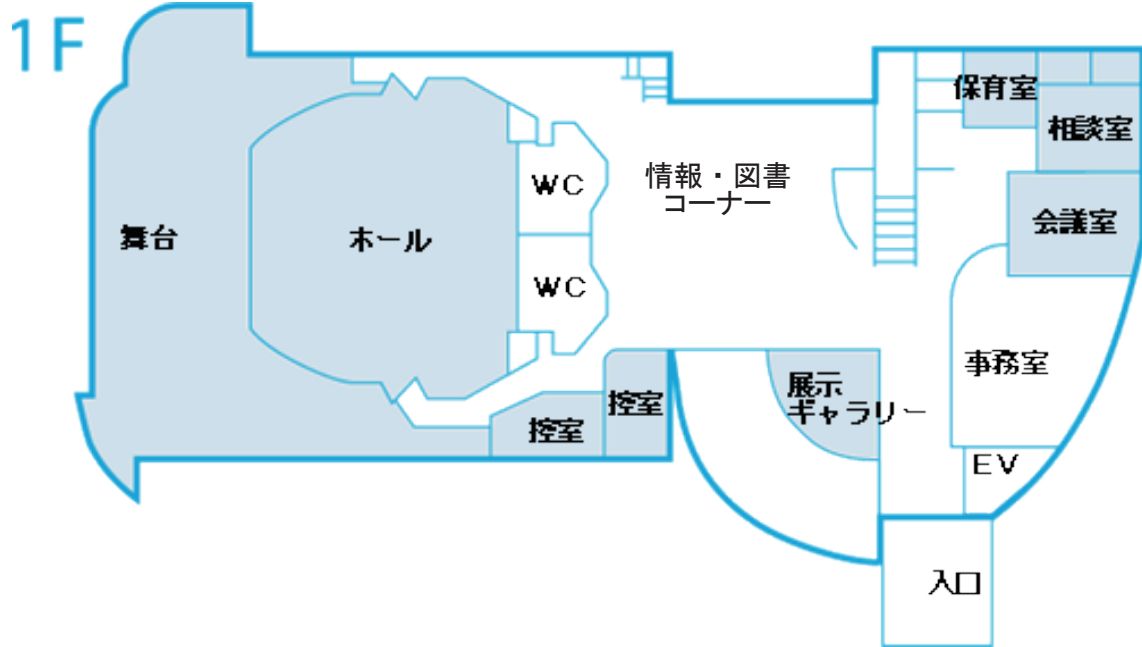 1F
保育室
相談室
情報・図書
コーナー
WC
舞台
ホール
会議室
WC
事務室
展示
ギャラリー
控室
控室
EV
入口